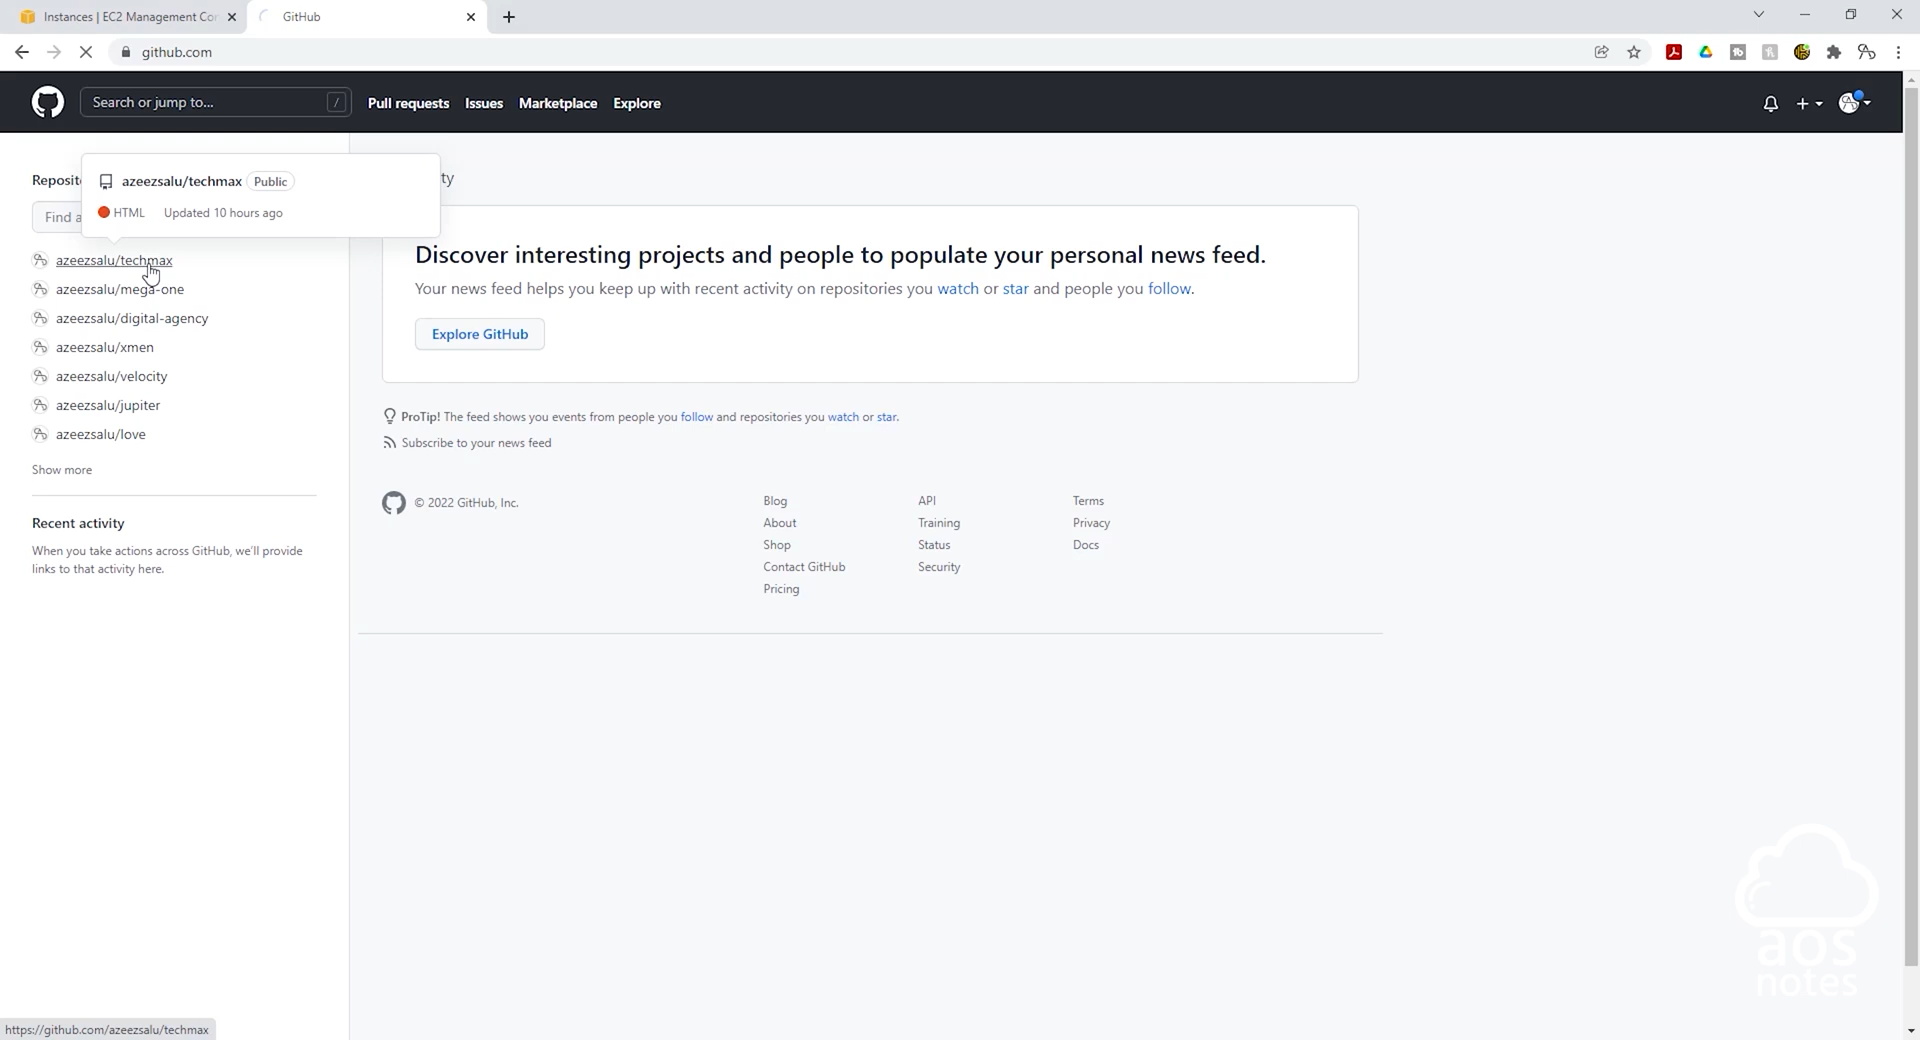 Instances | EC2 Management Cor
GitHub
github.com
Search or jump to...
/
Pull requests
Issues
Marketplace
Explore
azeezsalu/techmax
Public
HTML
Updated 10 hours ago
Reposit
Find a
azeezsalu/techmax
azeezsalu/mega-one
azeezsalu/digital-agency
azeezsalu/xmen
azeezsalu/velocity
azeezsalu/jupiter
azeezsalu/love
Show more
Recent activity
When you take actions across GitHub, we'll provide
links to that activity here.
ty
Discover interesting projects and people to populate your personal news feed.
Your news feed helps you keep up with recent activity on repositories you watch or star and people you follow.
Explore GitHub
ProTip! The feed shows you events from people you follow and repositories you watch or star.
Subscribe to your news feed
© 2022 GitHub, Inc.
Blog
About
Shop
Contact GitHub
Pricing
API
Training
Status
Security
Terms
Privacy
Docs
aos
notes
https://github.com/azeezsalu/techmax